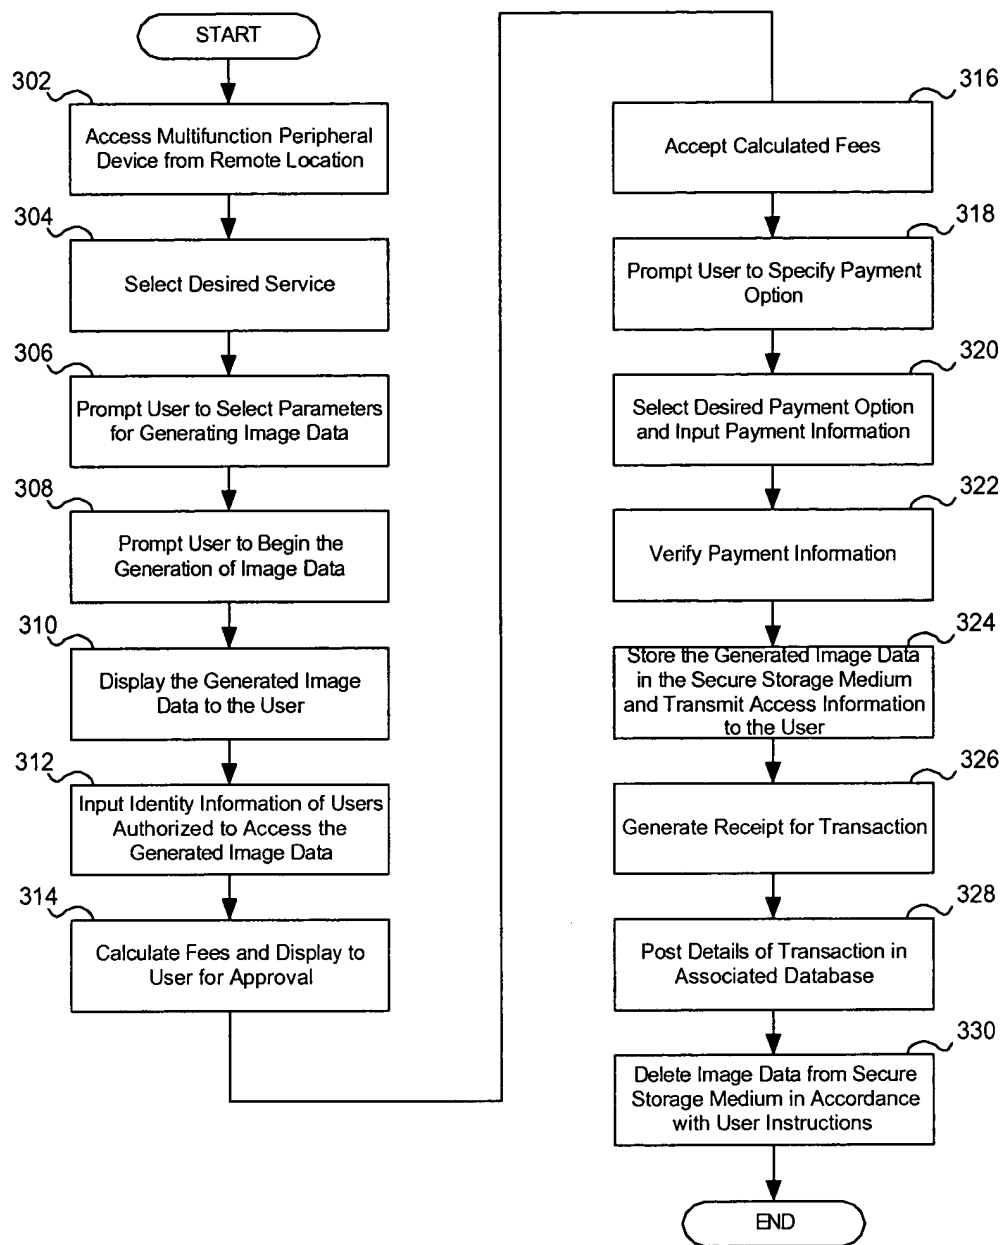 START
302
Access Multifunction Peripheral
Device from Remote Location
304
Select Desired Service
306
Prompt User to Select Parameters
for Generating Image Data
308
Prompt User to Begin the
Generation of Image Data
310
Display the Generated Image
Data to the User
312
Input Identity Information of Users
Authorized to Access the
Generated Image Data
314
Calculate Fees and Display to
User for Approval
316
Accept Calculated Fees
318
Prompt User to Specify Payment
Option
320
Select Desired Payment Option
and Input Payment Information
322
Verify Payment Information
324
Store the Generated Image Data
in the Secure Storage Medium
and Transmit Access Information
to the User
326
Generate Receipt for Transaction
328
Post Details of Transaction in
Associated Database
330
Delete Image Data from Secure
Storage Medium in Accordance
with User Instructions
END